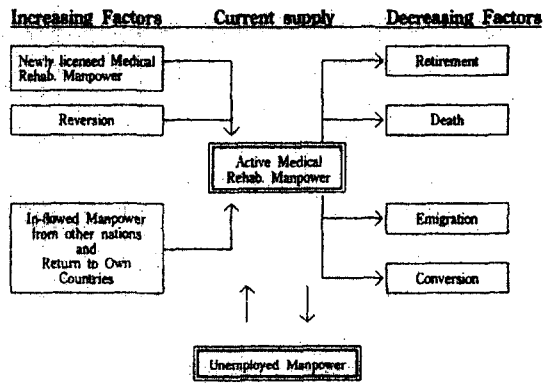 Increasing Factors Current supply Decreasing Factors
Newly licensed Medical
Rehab. Manpower
Retirement
Reversion
Death
Active Medical
Rehab. Manpower
In-flowed Manpower
from other nations
and
Return to Own
Countries
Emigration
Conversion
Unemployed Manpower